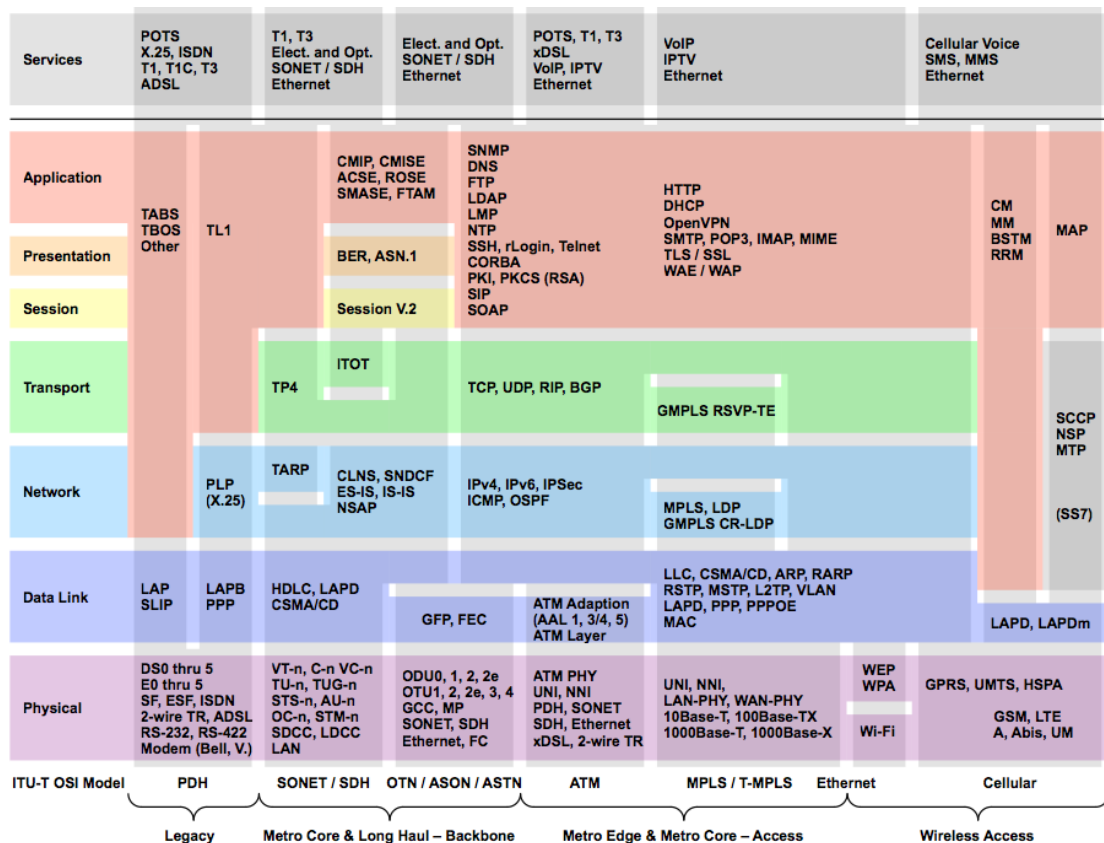 Services
POTS
X.25, ISDN
T1, T1C, T3
ADSL
T1, T3
Elect. and Opt.
SONET / SDH
Ethernet
Elect. and Opt.
SONET / SDH
Ethernet
POTS, T1, T3
xDSL
VoIP, IPTV
Ethernet
VoIP
IPTV
Ethernet
Cellular Voice
SMS, MMS
Ethernet
Application
Presentation
Session
TABS
TBOS
Other
TL1
CMIP, CMISE
ACSE, ROSE
SMASE, FTAM
BER, ASN.1
Session V.2
SNMP
DNS
FTP
LDAP
LMP
NTP
SSH, rLogin, Telnet
CORBA
PKI, PKCS (RSA)
SIP
SOAP
HTTP
DHCP
OpenVPN
SMTP, POP3, IMAP, MIME
TLS / SSL
WAE / WAP
CM
MM
BSTM
RRM
MAP
Transport
TP4
ITOT
TCP, UDP, RIP, BGP
GMPLS RSVP-TE
SCCP
NSP
MTP
(SS7)
Network
PLP
(X.25)
TARP
CLNS, SNDCF
ES-IS, IS-IS
NSAP
IPv4, IPv6, IPSec
ICMP, OSPF
MPLS, LDP
GMPLS CR-LDP
Data Link
LAP
SLIP
LAPB
PPP
HDLC, LAPD
CSMA/CD
GFP, FEC
ATM Adaption
(AAL 1, 3/4, 5)
ATM Layer
LLC, CSMA/CD, ARP, RARP
RSTP, MSTP, L2TP, VLAN
LAPD, PPP, PPPOE
MAC
LAPD, LAPDm
Physical
DS0 thru 5
E0 thru 5
SF, ESF, ISDN
2-wire TR, ADSL
RS-232, RS-422
Modem (Bell, V.)
VT-n, C-n VC-n
TU-n, TUG-n
STS-n, AU-n
OC-n, STM-n
SDCC, LDCC
LAN
ODU0, 1, 2, 2e
OTU1, 2, 2e, 3, 4
GCC, MP
SONET, SDH
Ethernet, FC
ATM PHY
UNI, NNI
PDH, SONET
SDH, Ethernet
xDSL, 2-wire TR
UNI, NNI,
LAN-PHY, WAN-PHY
10Base-T, 100Base-TX
1000Base-T, 1000Base-X
WEP
WPA
Wi-Fi
GPRS, UMTS, HSPA
GSM, LTE
A, Abis, UM
ITU-T OSI Model
PDH
SONET / SDH
OTN / ASON / ASTN
ATM
MPLS / T-MPLS
Ethernet
Cellular
Legacy
Metro Core & Long Haul – Backbone
Metro Edge & Metro Core – Access
Wireless Access